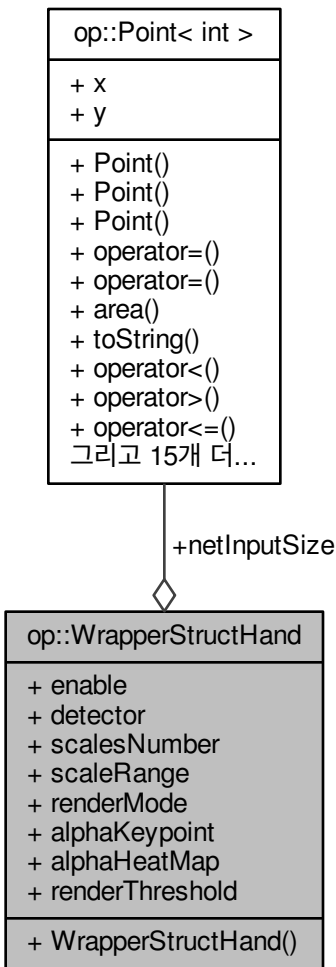 op::Point< int >
+ x
+ y
+ Point()
+ Point()
+ Point()
+ operator=()
+ operator=()
+ area()
+ toString()
+ operator<()
+ operator>()
+ operator<=()
그리고 15개 더...
+netInputSize
op::WrapperStructHand
+ enable
+ detector
+ scalesNumber
+ scaleRange
+ renderMode
+ alphaKeypoint
+ alphaHeatMap
+ renderThreshold
+ WrapperStructHand()